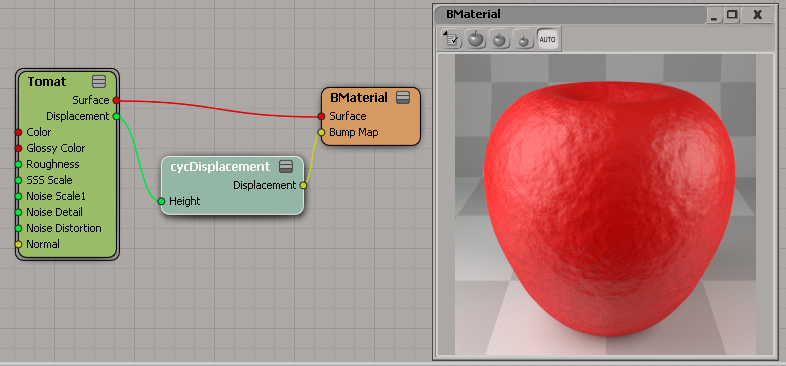 Tomat
Surface
Displacement
Color
Glossy Color
Roughness
SSS Scale
Noise Scale1
Noise Detail
Noise Distortion
Normal
cycDisplacement
Displacement
Height
BMaterial
Surface
Bump Map
BMaterial
AUTO